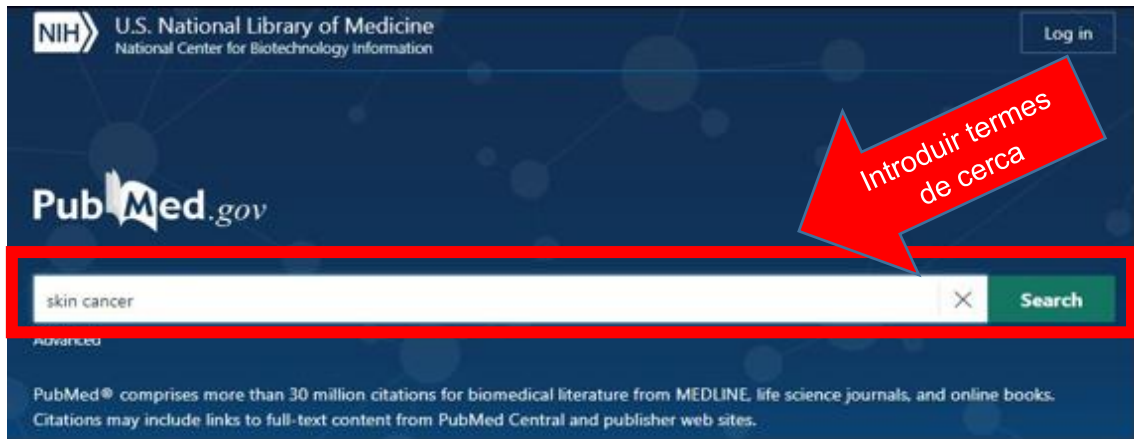 NIH U.S. National Library of Medicine
National Center for Biotechnology Information
Log in
Introduir termes
de cerca
PubMed.gov
skin cancer
Search
Advanced
PubMed® comprises more than 30 million citations for biomedical literature from MEDLINE, life science journals, and online books.
Citations may include links to full-text content from PubMed Central and publisher web sites.